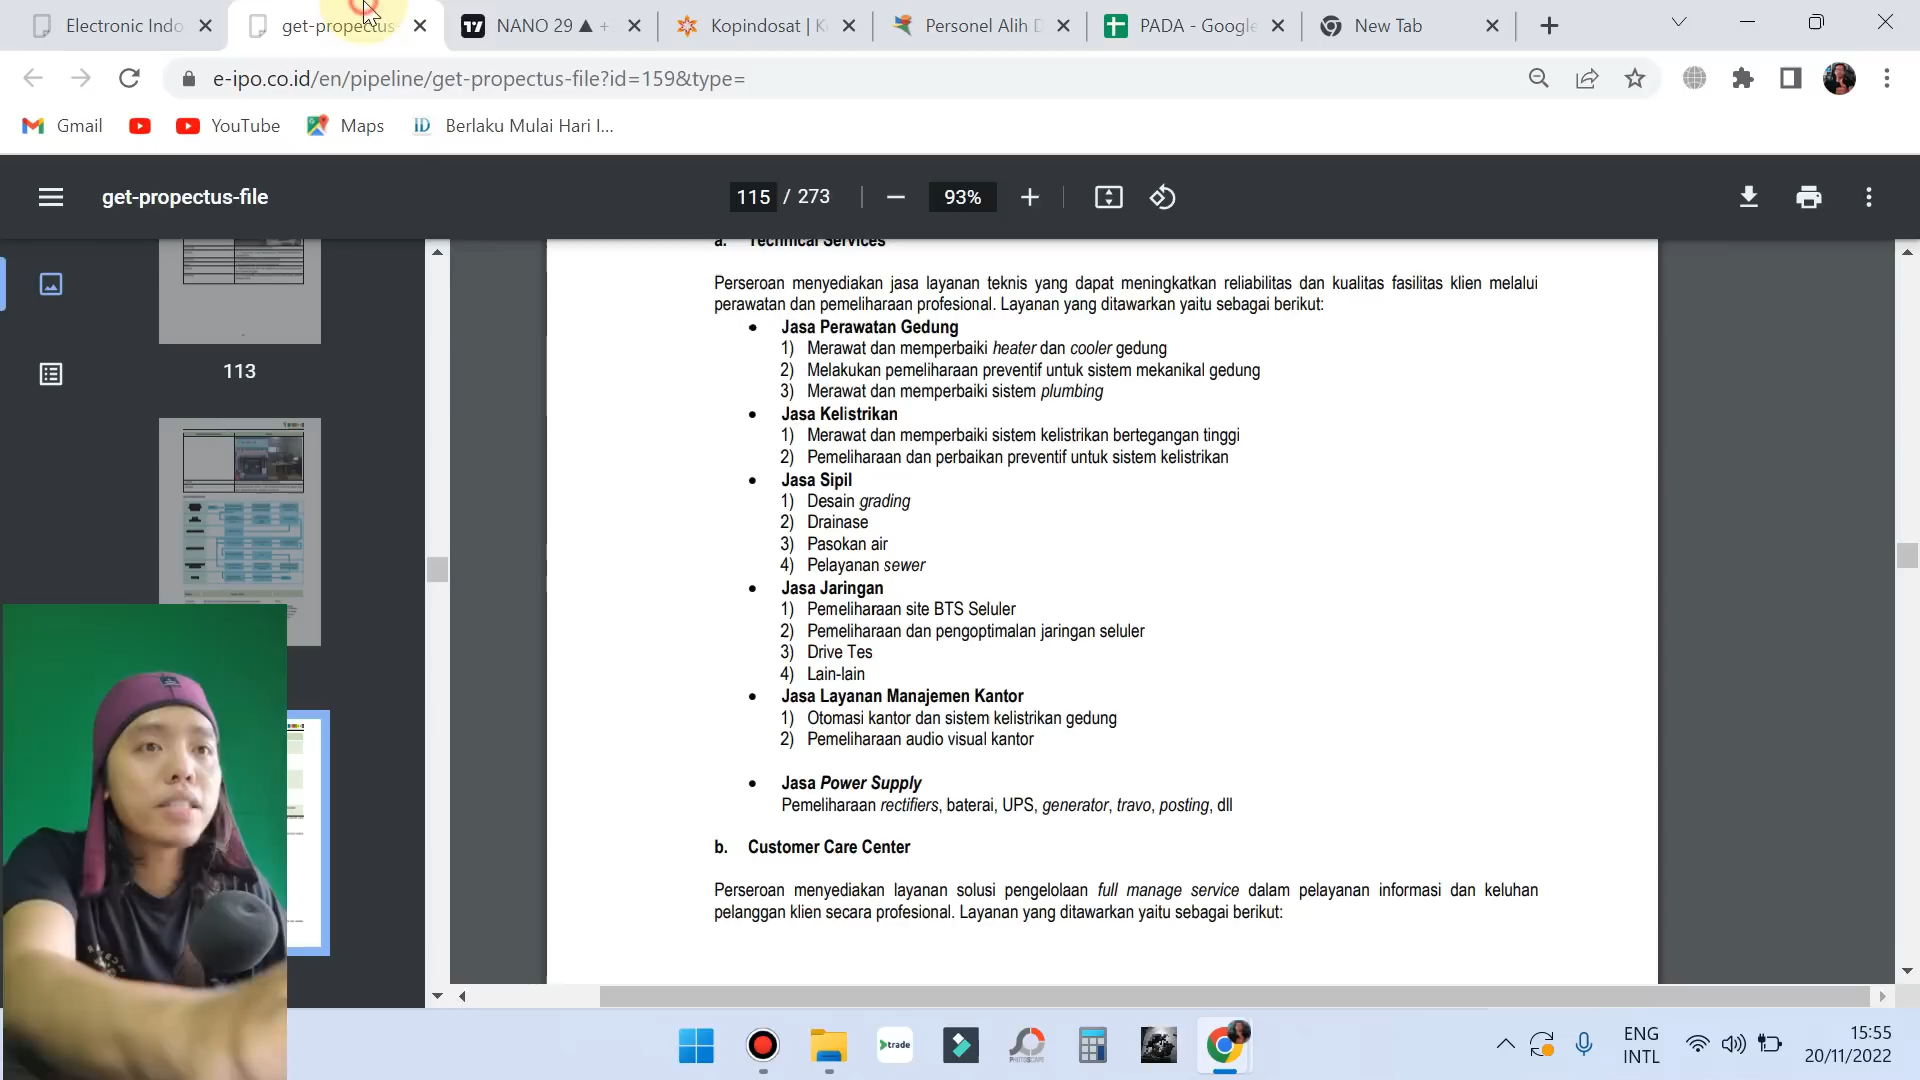 Electronic Indo
get-propectus-
NANO 29 ▲ +
Kopindosat | K
Personel Alih D
PADA - Google
New Tab
e-ipo.co.id/en/pipeline/get-propectus-file?id=159&type=
Gmail
YouTube
Maps
ID
Berlaku Mulai Hari I...
get-propectus-file
115 / 273
93%
113
a. Technical Services
Perseroan menyediakan jasa layanan teknis yang dapat meningkatkan reliabilitas dan kualitas fasilitas klien melalui
perawatan dan pemeliharaan profesional. Layanan yang ditawarkan yaitu sebagai berikut:
• Jasa Perawatan Gedung
1) Merawat dan memperbaiki heater dan cooler gedung
2) Melakukan pemeliharaan preventif untuk sistem mekanikal gedung
3) Merawat dan memperbaiki sistem plumbing
• Jasa Kelistrikan
1) Merawat dan memperbaiki sistem kelistrikan bertegangan tinggi
2) Pemeliharaan dan perbaikan preventif untuk sistem kelistrikan
• Jasa Sipil
1) Desain grading
2) Drainase
3) Pasokan air
4) Pelayanan sewer
• Jasa Jaringan
1) Pemeliharaan site BTS Seluler
2) Pemeliharaan dan pengoptimalan jaringan seluler
3) Drive Tes
4) Lain-lain
• Jasa Layanan Manajemen Kantor
1) Otomasi kantor dan sistem kelistrikan gedung
2) Pemeliharaan audio visual kantor
• Jasa Power Supply
Pemeliharaan rectifiers, baterai, UPS, generator, travo, posting, dll
b. Customer Care Center
Perseroan menyediakan layanan solusi pengelolaan full manage service dalam pelayanan informasi dan keluhan
pelanggan klien secara profesional. Layanan yang ditawarkan yaitu sebagai berikut:
trade
PHOTOSCAPE
ENG
INTL
15:55
20/11/2022